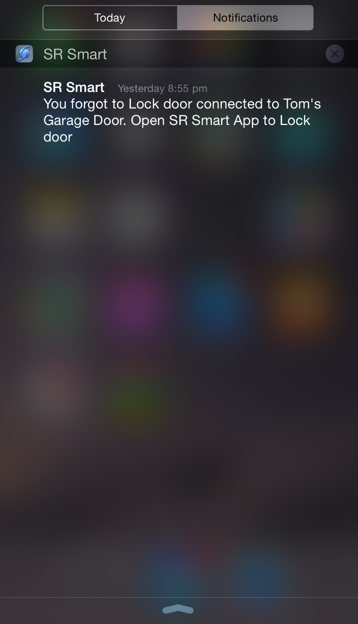 Today
Notifications
SR Smart
SR Smart Yesterday 8:55 pm
You forgot to Lock door connected to Tom's
Garage Door. Open SR Smart App to Lock
door